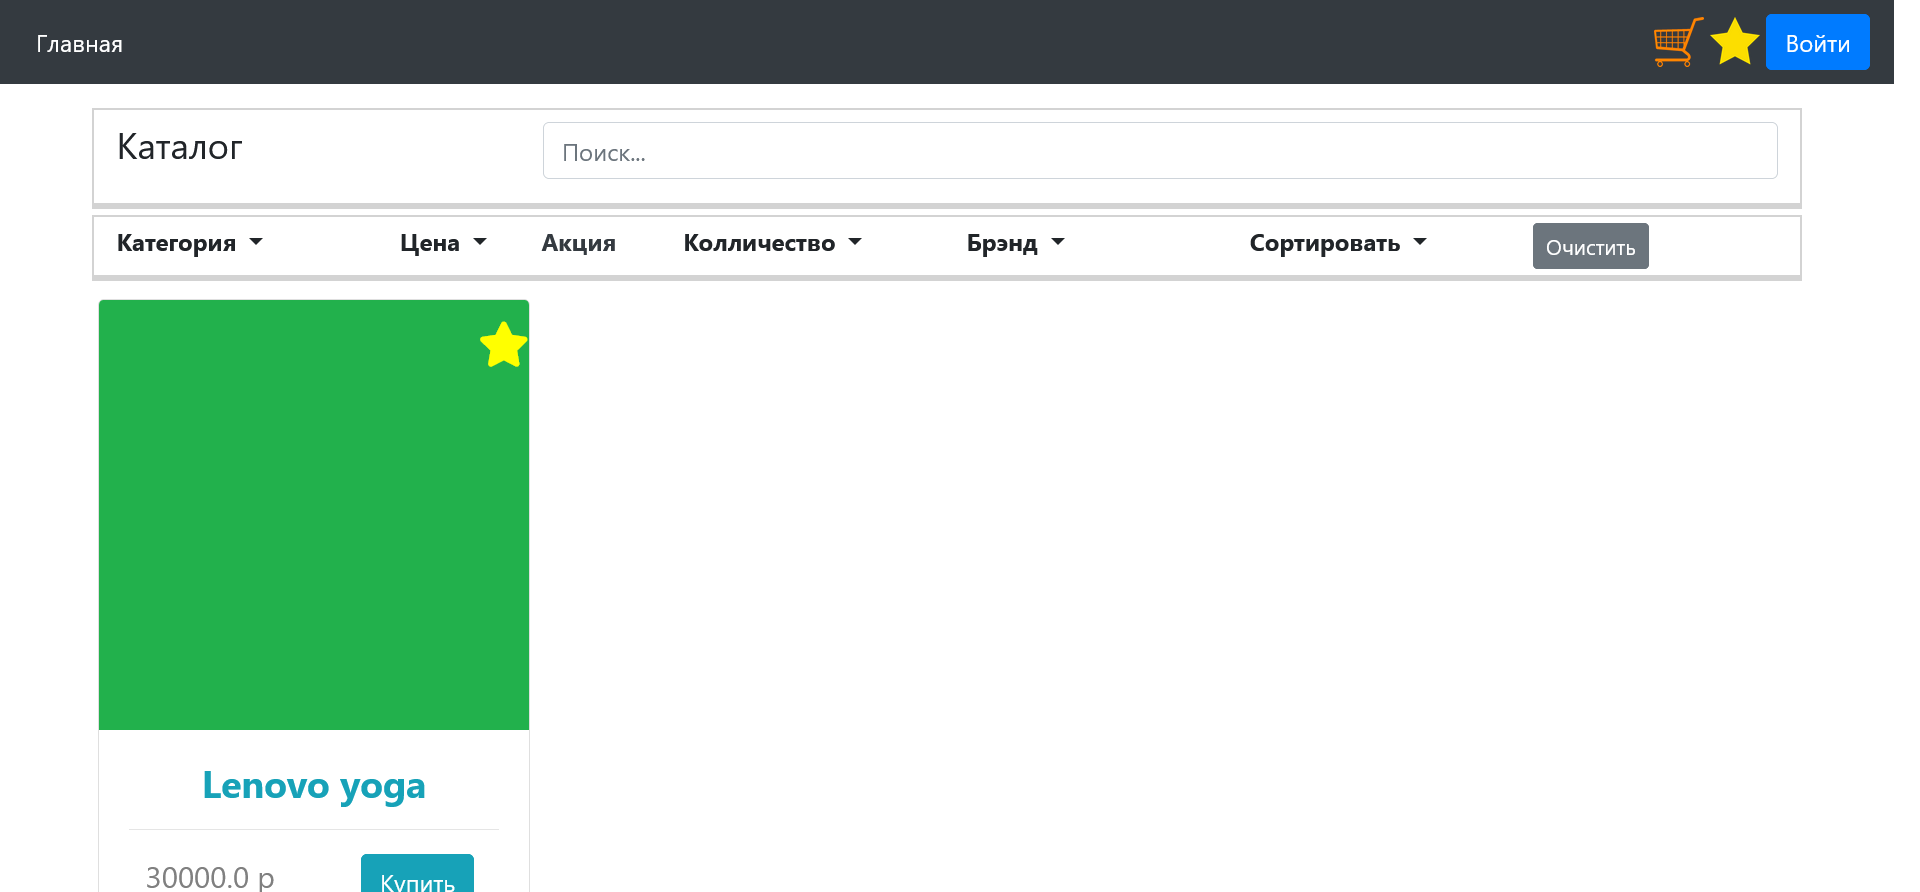 Главная
Войти
Каталог
Поиск...
Категория
Цена
Акция
Колличество
Брэнд
Сортировать
Очистить
Lenovo yoga
30000.0 р
Купить